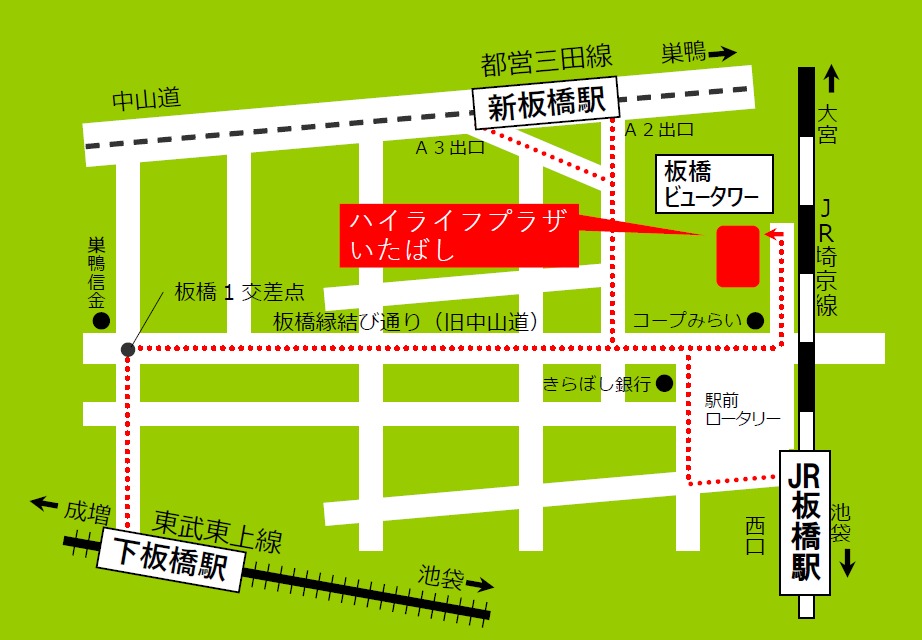 都営三田線
巣鴨
中山道
新板橋駅
A3出口
A2出口
大宮
板橋
ビュータワー
JR埼京線
ハイライフプラザ
いたばし
巣鴨信金
板橋1交差点
板橋縁結び通り（旧中山道）
コープみらい
きらぼし銀行
駅前
ロータリー
JR板橋駅
西口
池袋
成増
東武東上線
下板橋駅
池袋